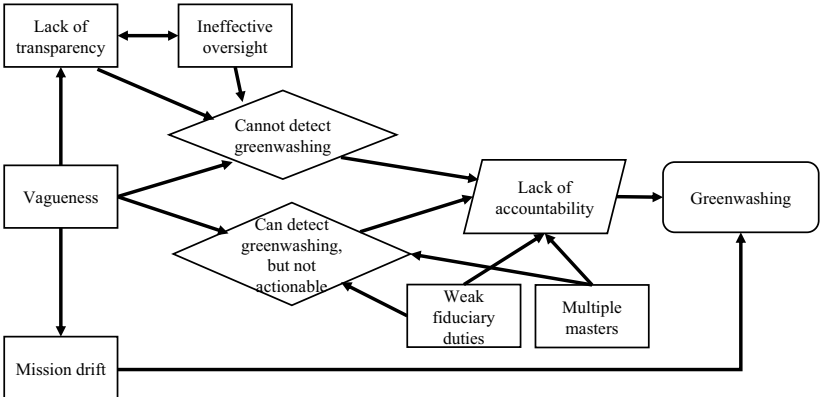 Lack of
transparency
Ineffective
oversight
Cannot detect
greenwashing
Vagueness
Lack of
accountability
Greenwashing
Can detect
greenwashing,
but not
actionable
Weak
fiduciary
duties
Multiple
masters
Mission drift